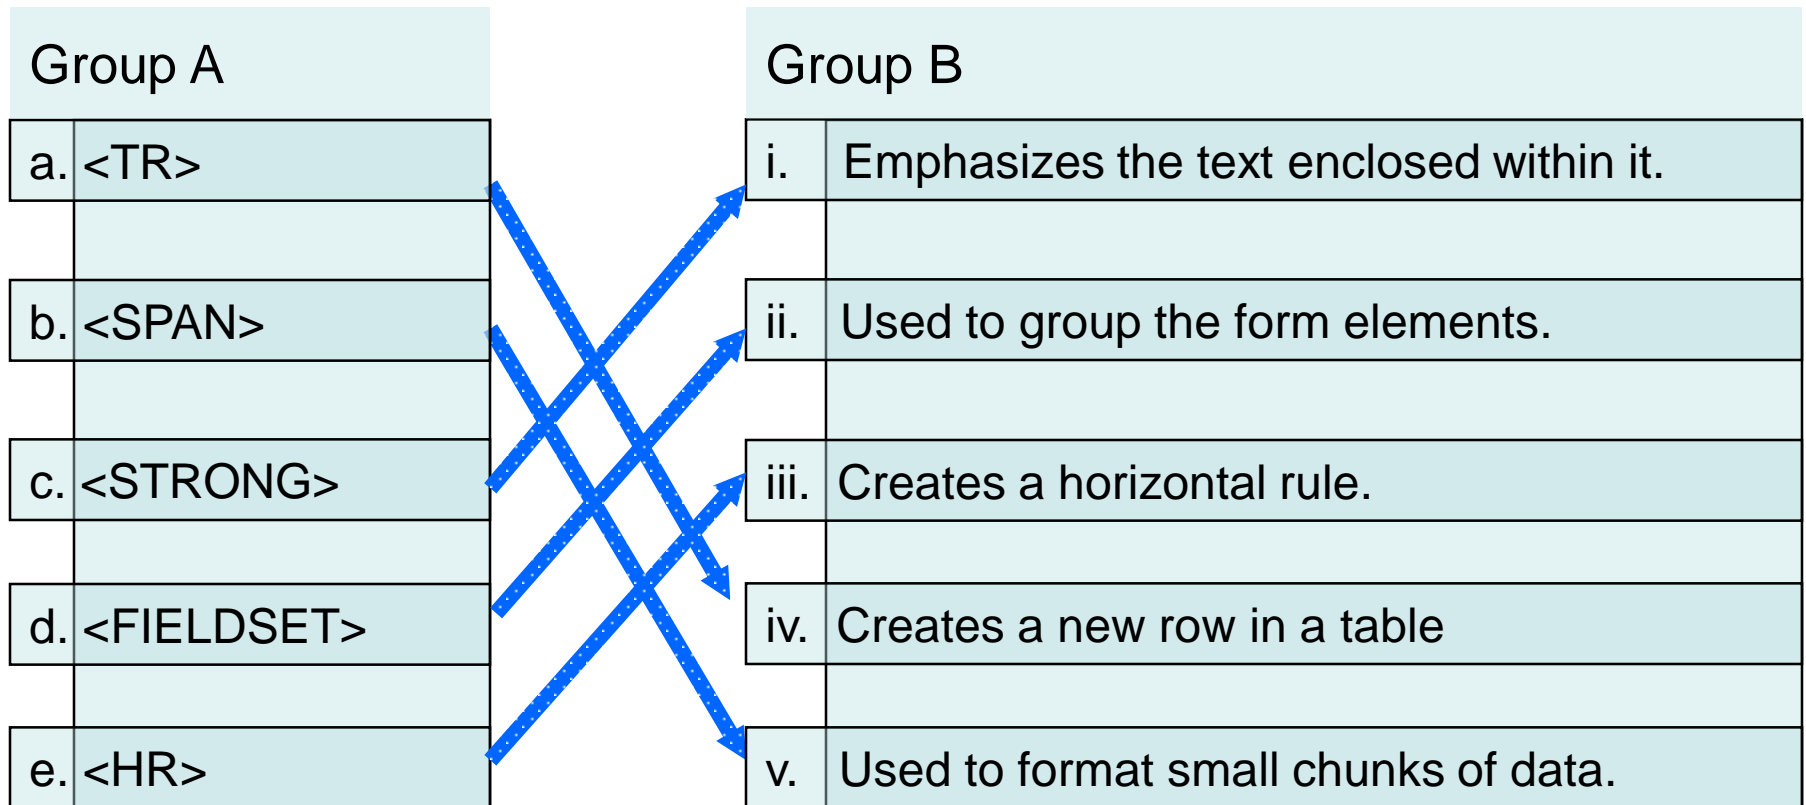 Group A Group B
a. <TR> i. Emphasizes the text enclosed within it.
b. <SPAN> ii. Used to group the form elements.
c. <STRONG> iii. Creates a horizontal rule.
d. <FIELDSET> iv. Creates a new row in a table
e. <HR> v. Used to format small chunks of data.